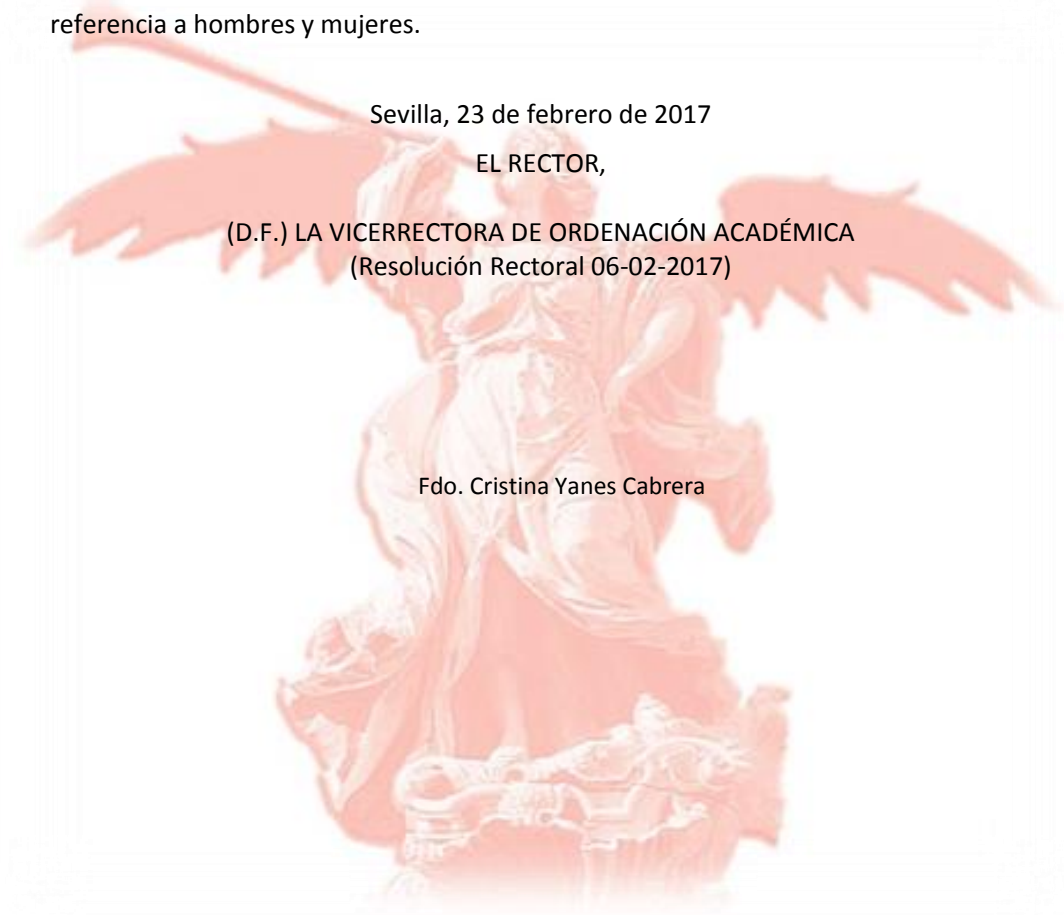 referencia a hombres y mujeres.
Sevilla, 23 de febrero de 2017
EL RECTOR,
(D.F.) LA VICERRECTORA DE ORDENACIÓN ACADÉMICA
(Resolución Rectoral 06-02-2017)
Fdo. Cristina Yanes Cabrera